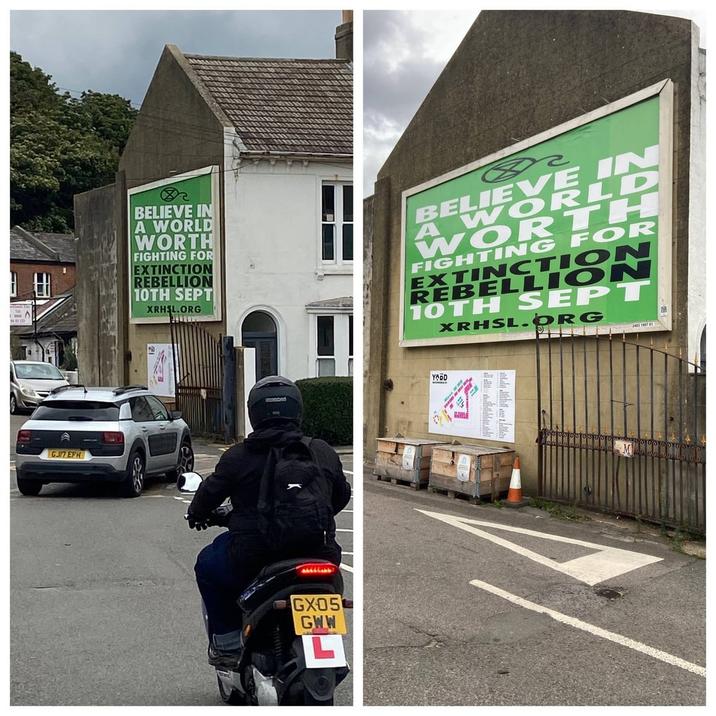 BELIEVE IN
A WORLD
WORTH
FIGHTING FOR
EXTINCTION
REBELLION
10TH SEPT
XRHSL.ORG
GJ17 EFH
GX05
GWW
L
BELIEVE IN
A WORLD
WORTH
FIGHTING FOR
EXTINCTION
REBELLION
10TH SEPT
XRHSL.ORG
M